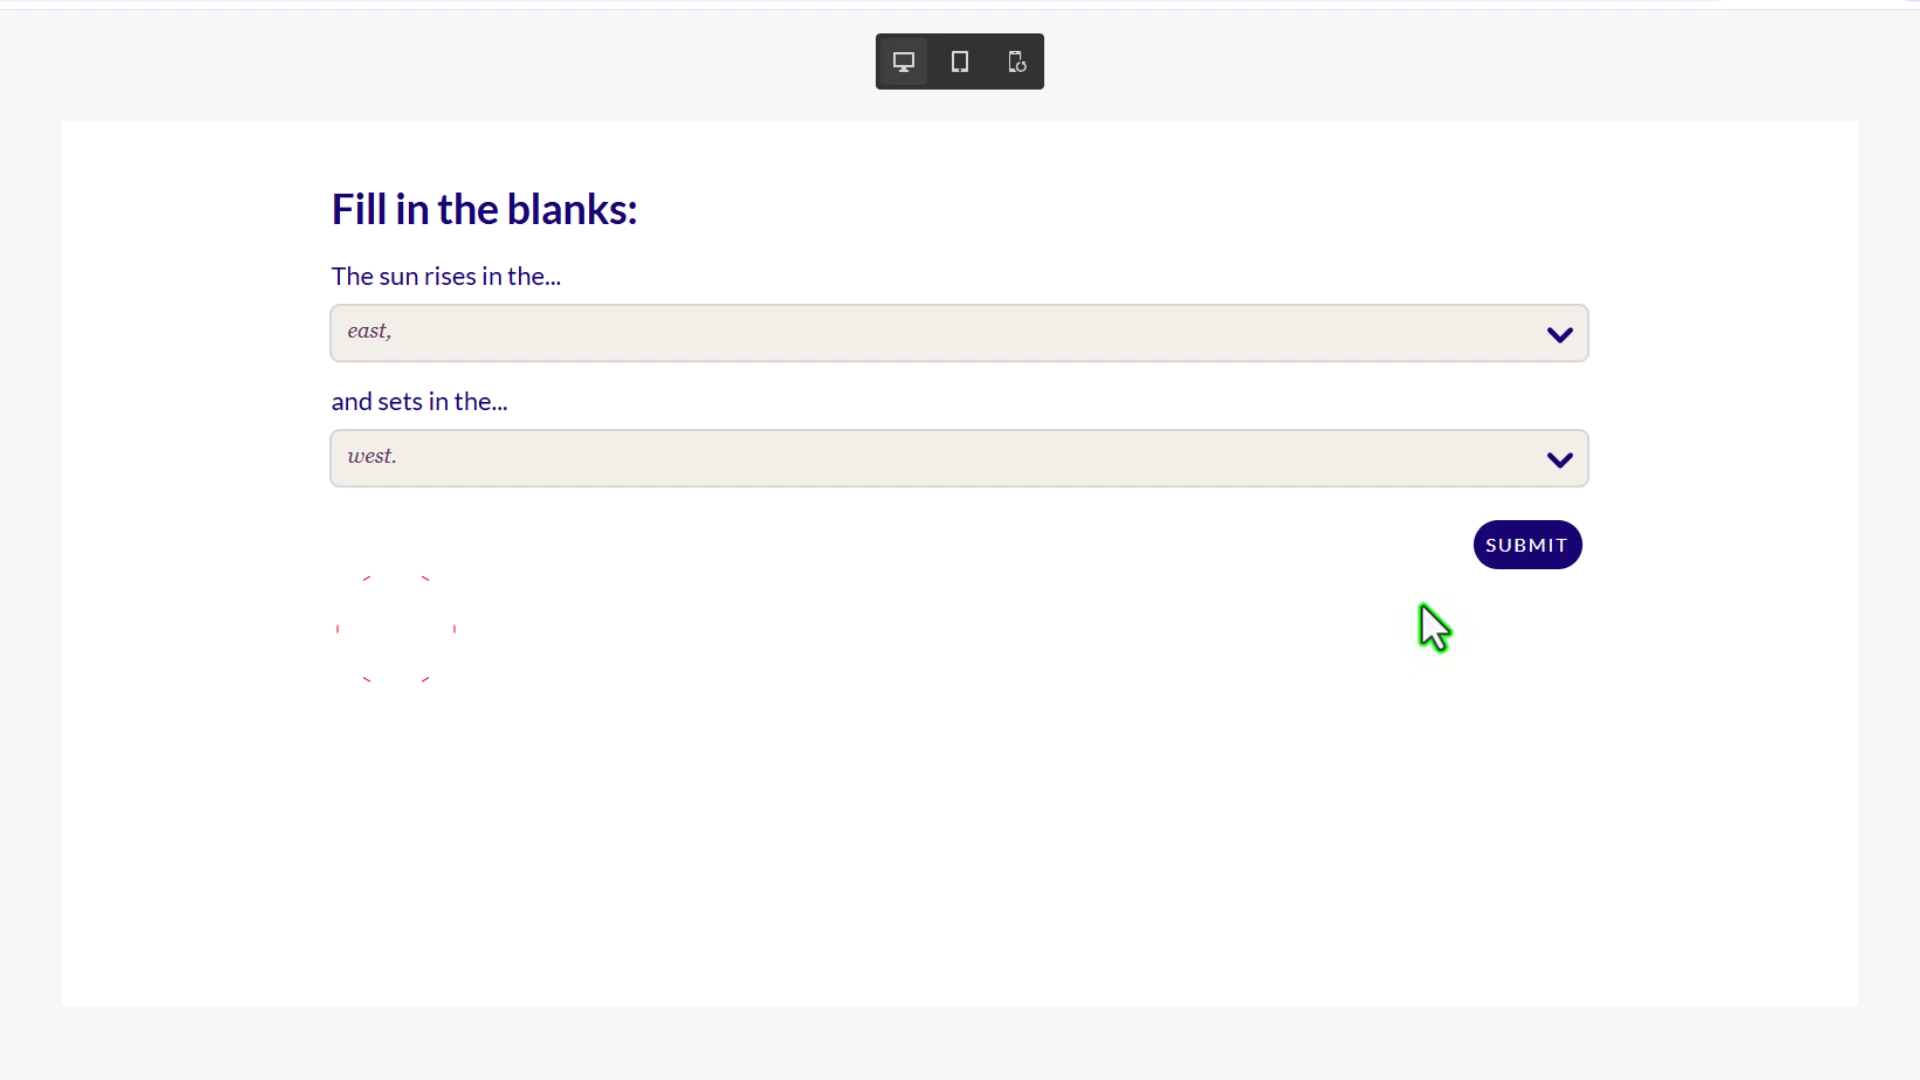 Fill in the blanks:
The sun rises in the...
east,
and sets in the...
west.
SUBMIT